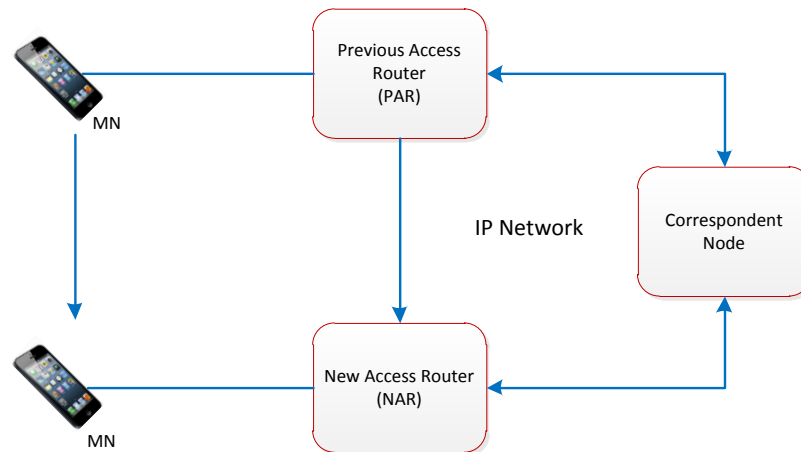 Previous Access
Router
(PAR)
MN
IP Network
Correspondent
Node
New Access Router
(NAR)
MN